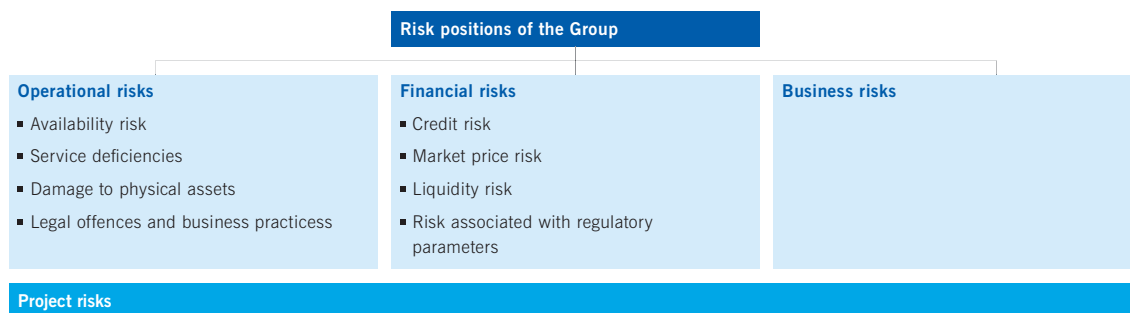 Risk positions of the Group
Operational risks
▪ Availability risk
▪ Service deficiencies
▪ Damage to physical assets
▪ Legal offences and business practicess
Financial risks
▪ Credit risk
▪ Market price risk
▪ Liquidity risk
▪ Risk associated with regulatory
parameters
Business risks
Project risks